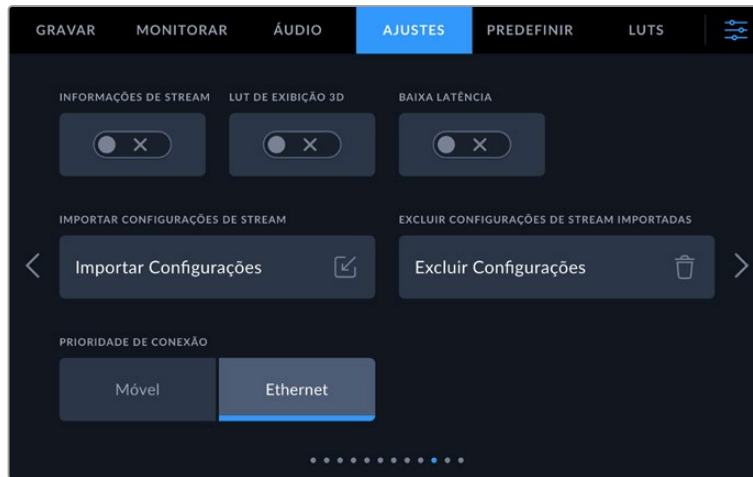 GRAVAR MONITORAR ÁUDIO AJUSTES PREDEFINIR LUTS
INFORMAÇÕES DE STREAM LUT DE EXIBIÇÃO 3D BAIXA LATÊNCIA
IMPORTAR CONFIGURAÇÕES DE STREAM EXCLUIR CONFIGURAÇÕES DE STREAM IMPORTADAS
Importar Configurações Excluir Configurações
PRIORIDADE DE CONEXÃO
Móvel Ethernet